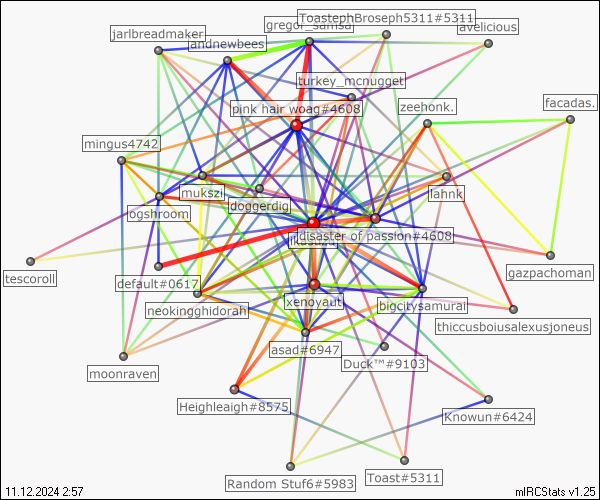 gregor_samsa
ToastephBroseph5311#5311
avelicious
jarlbreadmaker
andnewbees
turkey_mcnugget
pink hair woag#4608
zeehonk.
facadas.
mingus4742
mukszii
doggerdig
lahnk
ogshroom
disaster of passion#4608
tescoroll
default#0617
gazpachoman
neokingghidorah
xenoyaut
bigcitysamurai
thiccusboiusalexusjoneus
asad#6947
Duck™#9103
moonraven
Heighleaigh#8575
Knowun#6424
Random Stuf6#5983
Toast#5311
11.12.2024 2:57
mIRCStats v1.25